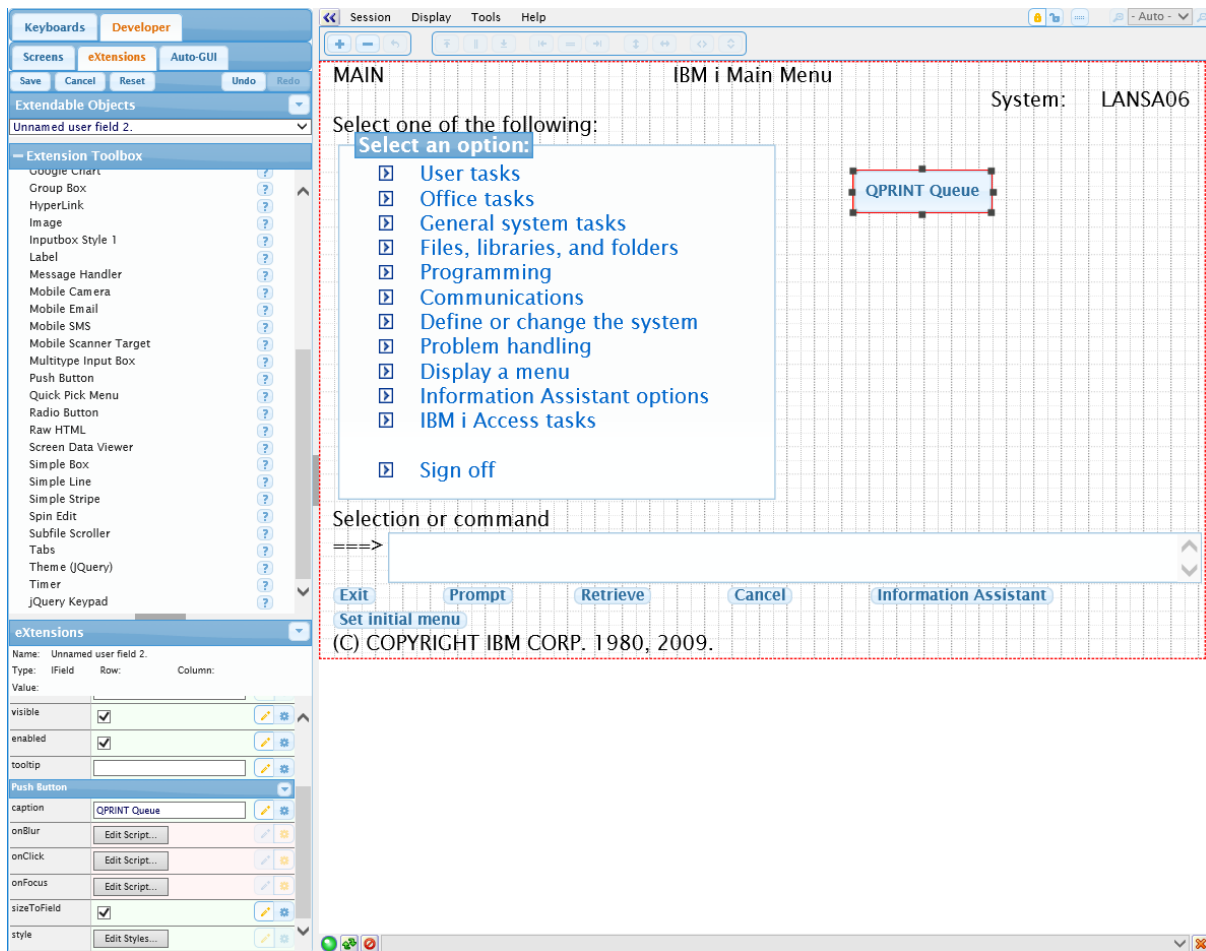 Keyboards Developer
Screens eXtensions Auto-GUI
Save Cancel Reset Undo Redo
Extendable Objects
Unnamed user field 2.
Extension Toolbox
Google Chart ?
Group Box ?
HyperLink ?
Image ?
Inputbox Style 1 ?
Label ?
Message Handler ?
Mobile Camera ?
Mobile Email ?
Mobile SMS ?
Mobile Scanner Target ?
Multitype Input Box ?
Push Button ?
Quick Pick Menu ?
Radio Button ?
Raw HTML ?
Screen Data Viewer ?
Simple Box ?
Simple Line ?
Simple Stripe ?
Spin Edit ?
Subfile Scroller ?
Tabs ?
Theme (JQuery) ?
Timer ?
jQuery Keypad ?
eXtensions
Name: Unnamed user field 2.
Type: IField Row: Column:
Value:
visible
enabled
tooltip
Push Button
caption QPRINT Queue
onBlur Edit Script...
onClick Edit Script...
onFocus Edit Script...
sizeToField
style Edit Styles...
Session Display Tools Help
- Auto -
MAIN IBM i Main Menu
System: LANSA06
Select one of the following:
Select an option:
User tasks
Office tasks
General system tasks
Files, libraries, and folders
Programming
Communications
Define or change the system
Problem handling
Display a menu
Information Assistant options
IBM i Access tasks
Sign off
QPRINT Queue
Selection or command
===>
Exit Prompt Retrieve Cancel Information Assistant
Set initial menu
(C) COPYRIGHT IBM CORP. 1980, 2009.